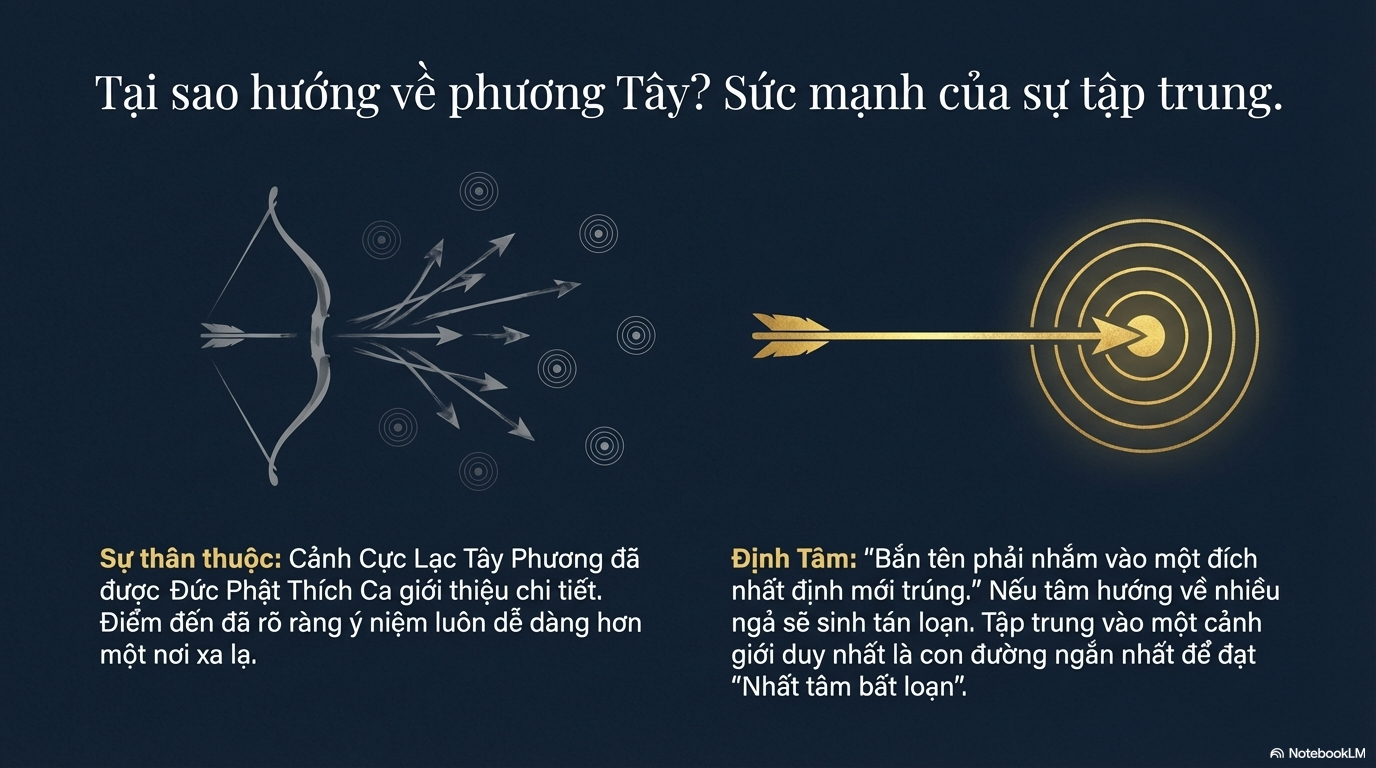 Tại sao hướng về phương Tây? Sức mạnh của sự tập trung.
Sự thân thuộc: Cảnh Cực Lạc Tây Phương đã
được Đức Phật Thích Ca giới thiệu chi tiết.
Điểm đến đã rõ ràng ý niệm luôn dễ dàng hơn
một nơi xa lạ.
Định Tâm: “Bắn tên phải nhắm vào một đích
nhất định mới trúng.” Nếu tâm hướng về nhiều
ngả sẽ sinh tán loạn. Tập trung vào một cảnh
giới duy nhất là con đường ngắn nhất để đạt
“Nhất tâm bất loạn”.
NotebookLM